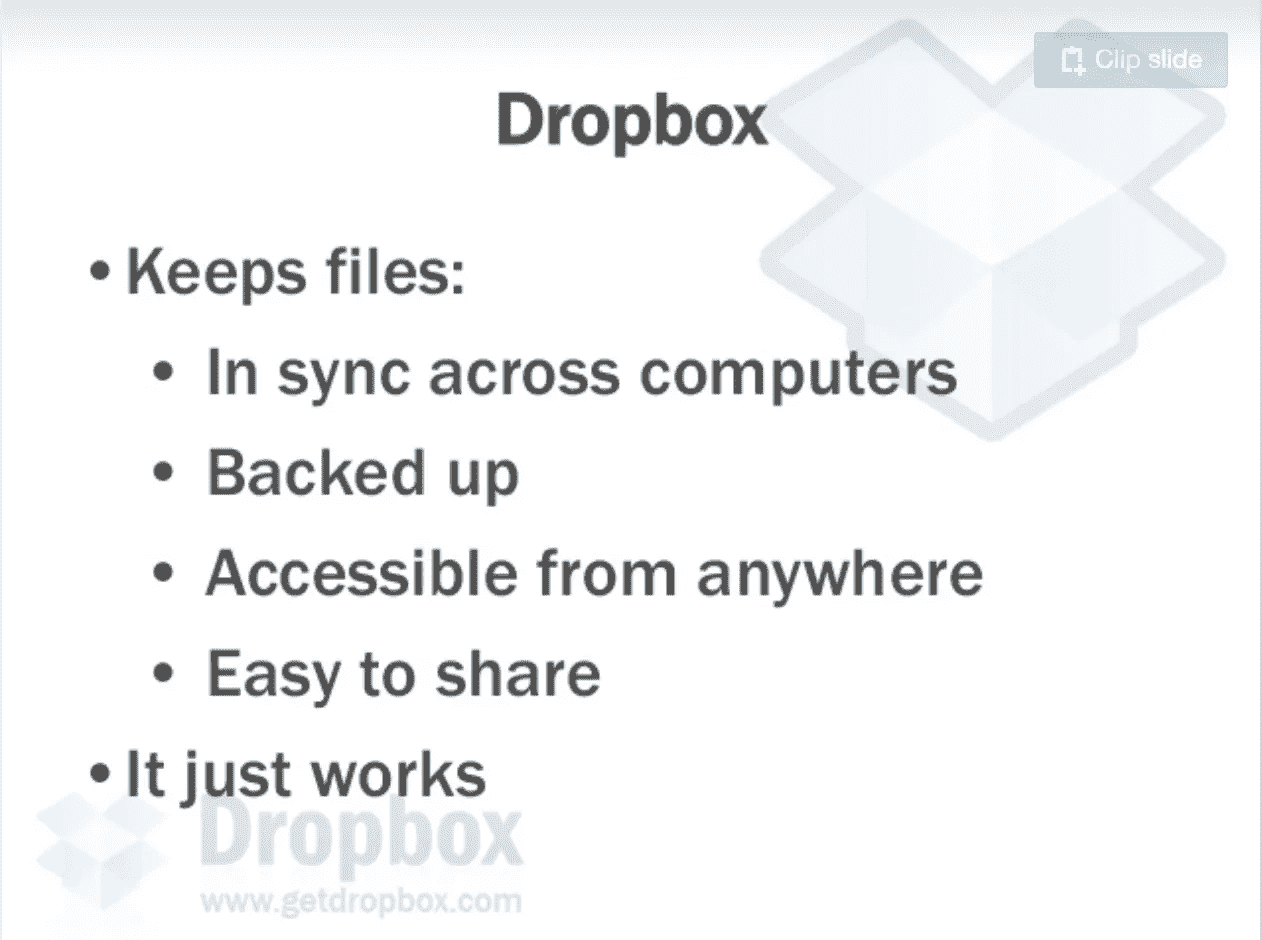 Clip slide
Dropbox
• Keeps files:
• In sync across computers
• Backed up
• Accessible from anywhere
• Easy to share
• It just works
Dropbox
www.getdropbox.com